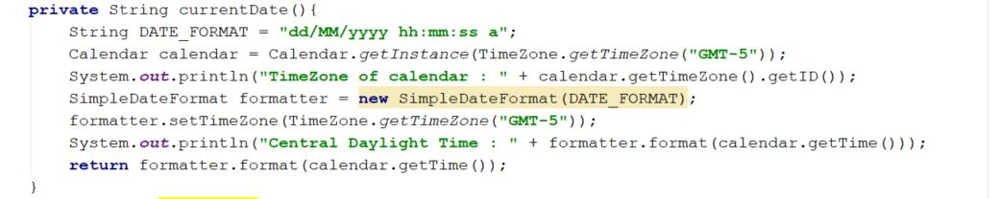 private String currentDate(){
String DATE_FORMAT = "dd/MM/yyyy hh:mm:ss a";
Calendar calendar = Calendar.getInstance(TimeZone.getTimeZone("GMT-5"));
System.out.println("TimeZone of calendar : " + calendar.getTimeZone().getID());
SimpleDateFormat formatter = new SimpleDateFormat(DATE_FORMAT);
formatter.setTimeZone(TimeZone.getTimeZone("GMT-5"));
System.out.println("Central Daylight Time : " + formatter.format(calendar.getTime()));
return formatter.format(calendar.getTime());
}